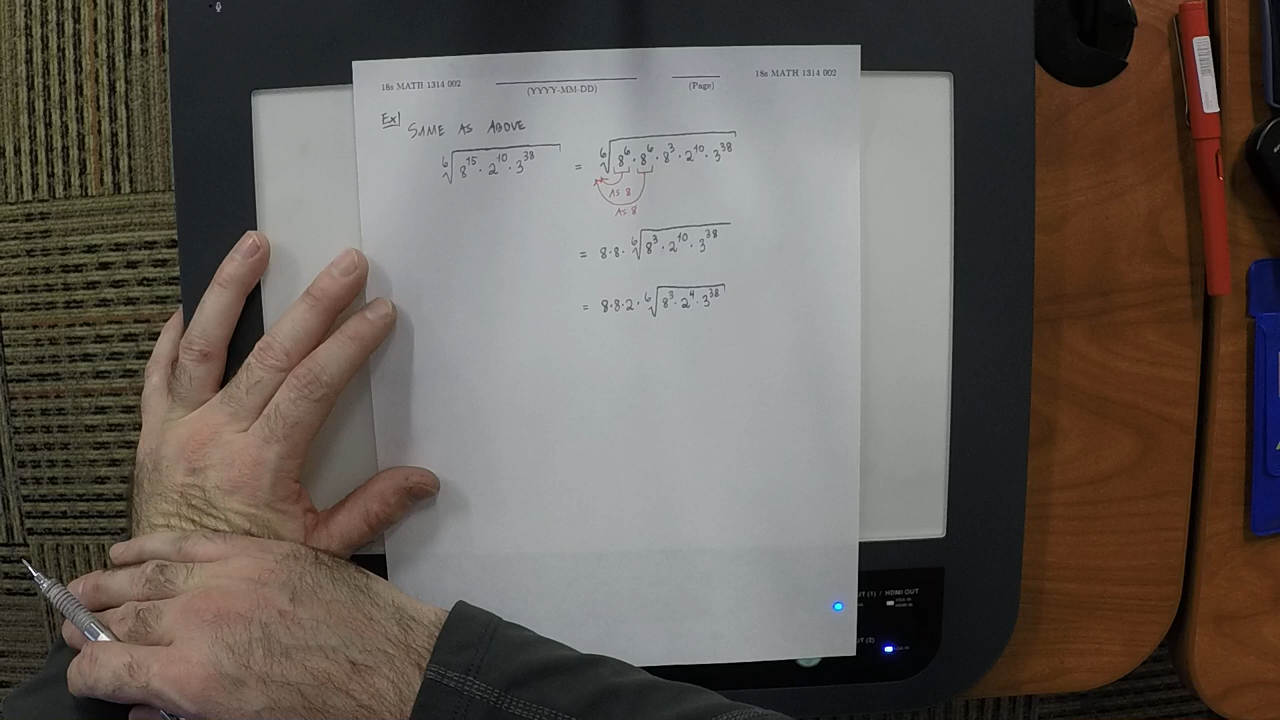 18s MATH 1314 002 (YYYY-MM-DD) (Page) 18s MATH 1314 002
Ex| SAME AS ABOVE
⁶√(8¹⁵ · 2¹⁰ · 3³⁸) = ⁶√(8⁶ · 8⁶ · 8³ · 2¹⁰ · 3³⁸)
AS 8
AS 8
= 8·8· ⁶√(8³ · 2¹⁰ · 3³⁸)
= 8·8·2· ⁶√(8³ · 2⁴ · 3³⁸)
/ HDMI OUT